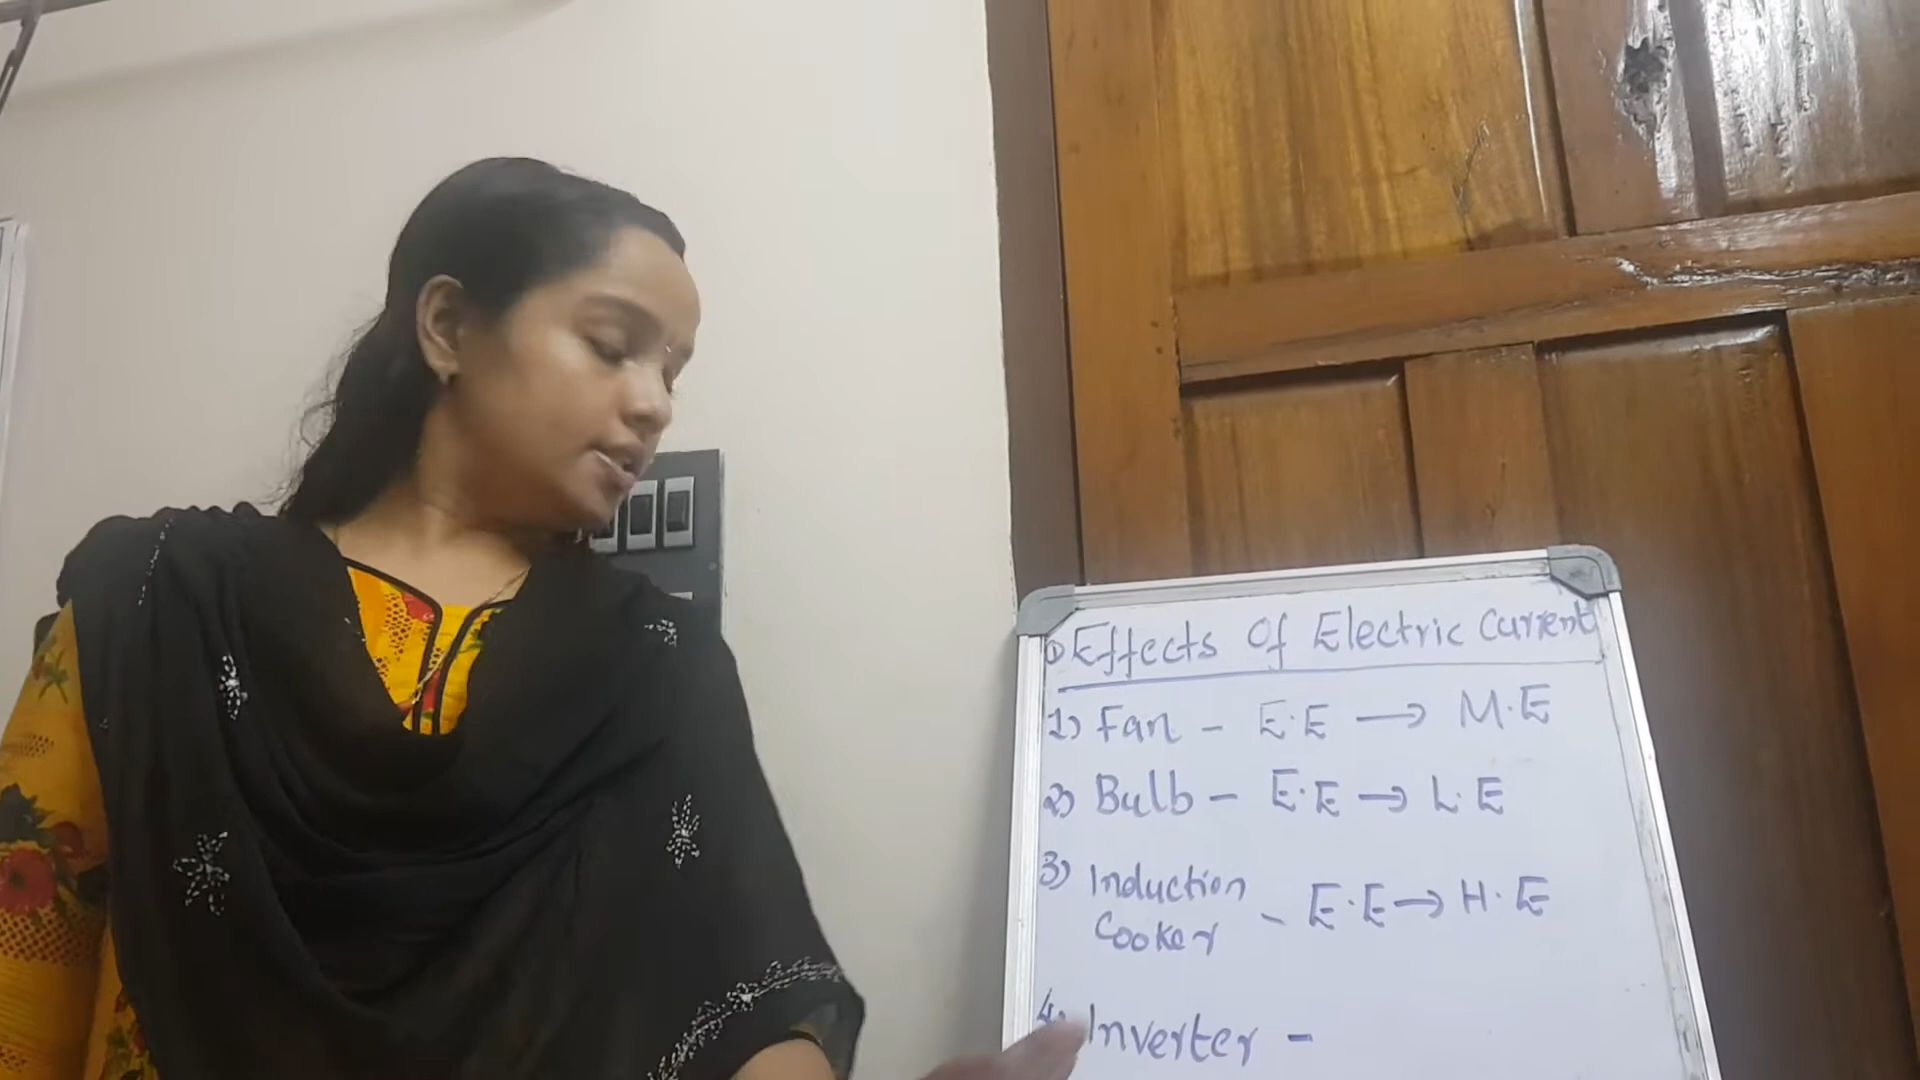 ① Effects Of Electric Current
1) Fan - E.E → M.E
2) Bulb - E.E → L.E
3) Induction
Cooker - E.E → H.E
4) Inverter -